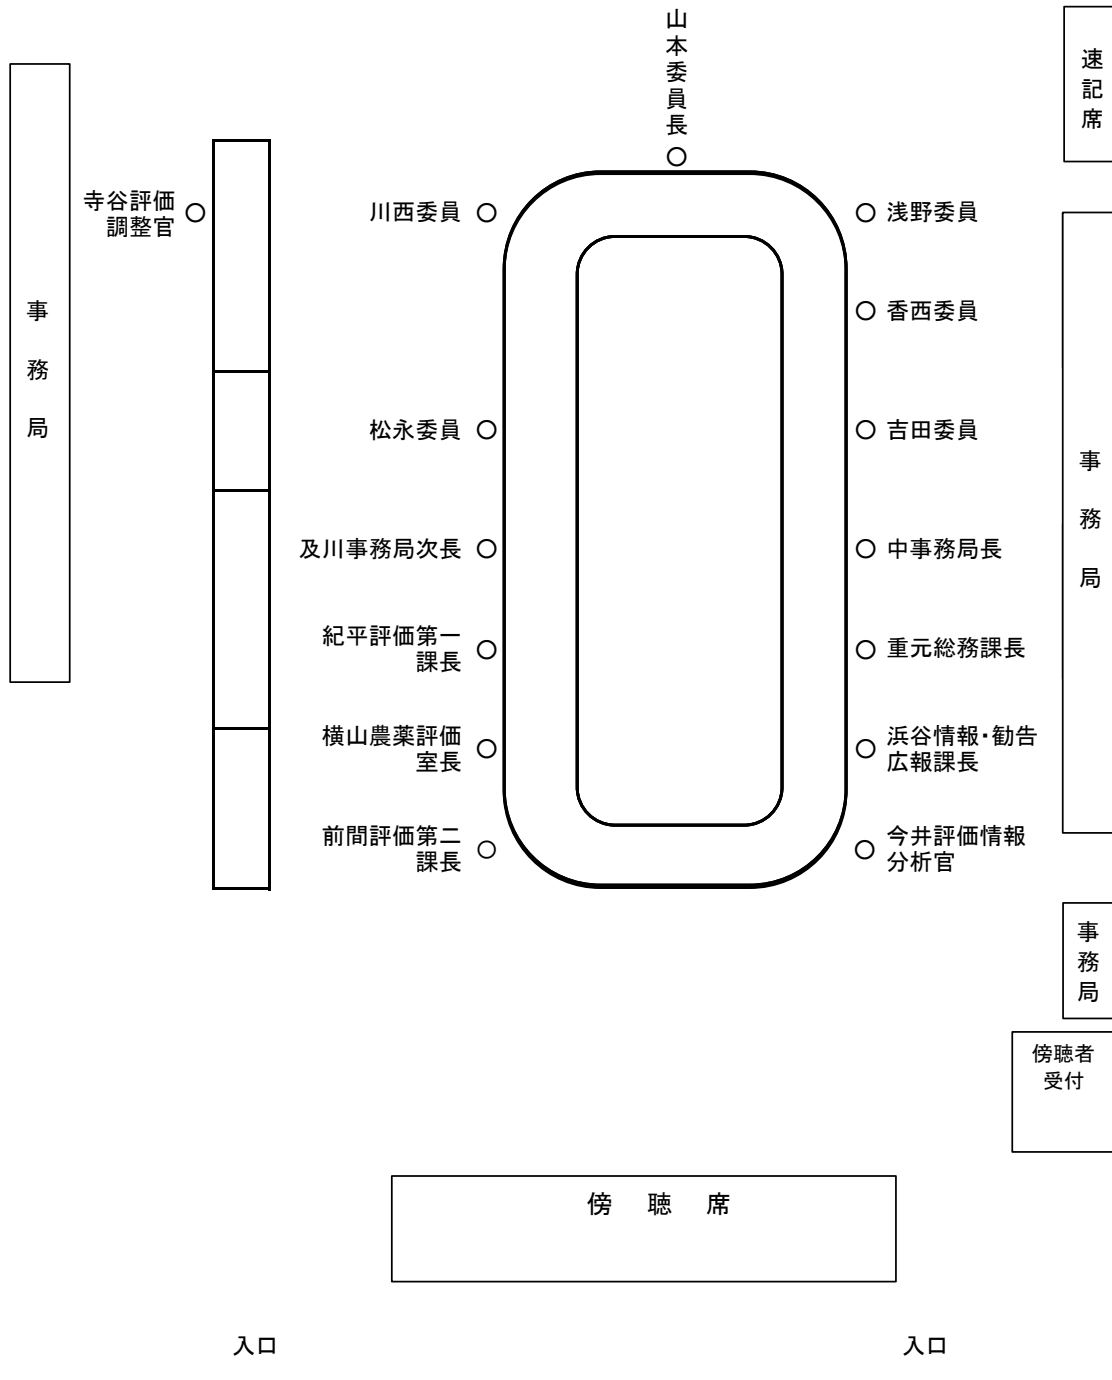 山本委員長
速記席
事務局
寺谷評価
調整官
川西委員
浅野委員
香西委員
松永委員
吉田委員
事務局
及川事務局次長
中事務局長
紀平評価第一
課長
重元総務課長
横山農薬評価
室長
浜谷情報・勧告
広報課長
前間評価第二
課長
今井評価情報
分析官
事務局
傍聴者
受付
傍 聴 席
入口
入口